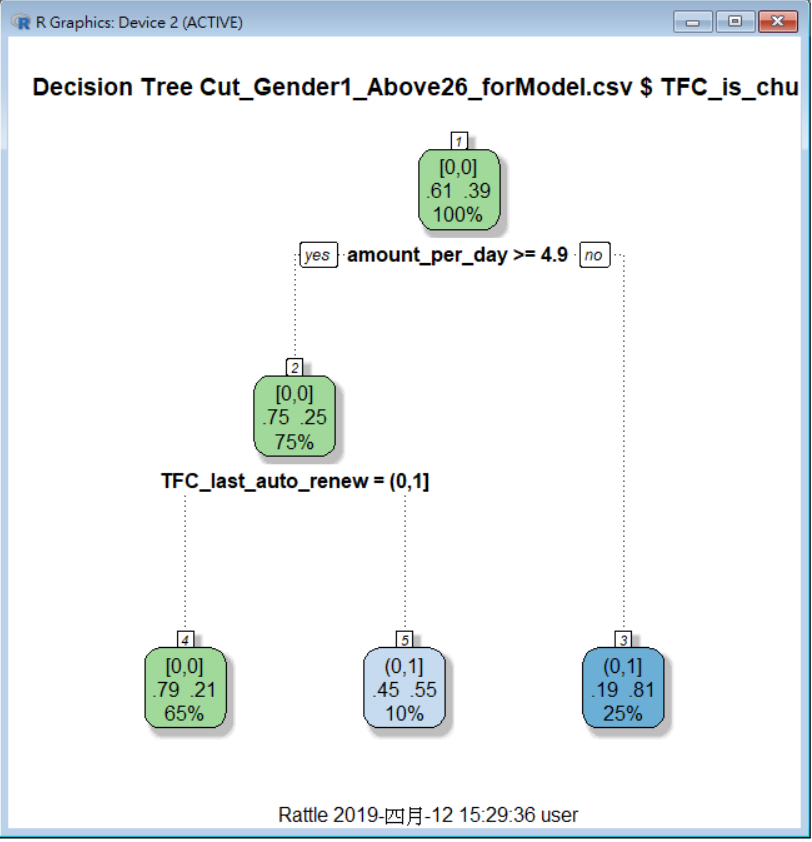 R Graphics: Device 2 (ACTIVE)
Decision Tree Cut_Gender1_Above26_forModel.csv $ TFC_is_chu
1
[0,0]
.61 .39
100%
yes amount_per_day >= 4.9 no
2
[0,0]
.75 .25
75%
TFC_last_auto_renew = (0,1]
4 5 3
[0,0] (0,1] (0,1]
.79 .21 .45 .55 .19 .81
65% 10% 25%
Rattle 2019-四月-12 15:29:36 user